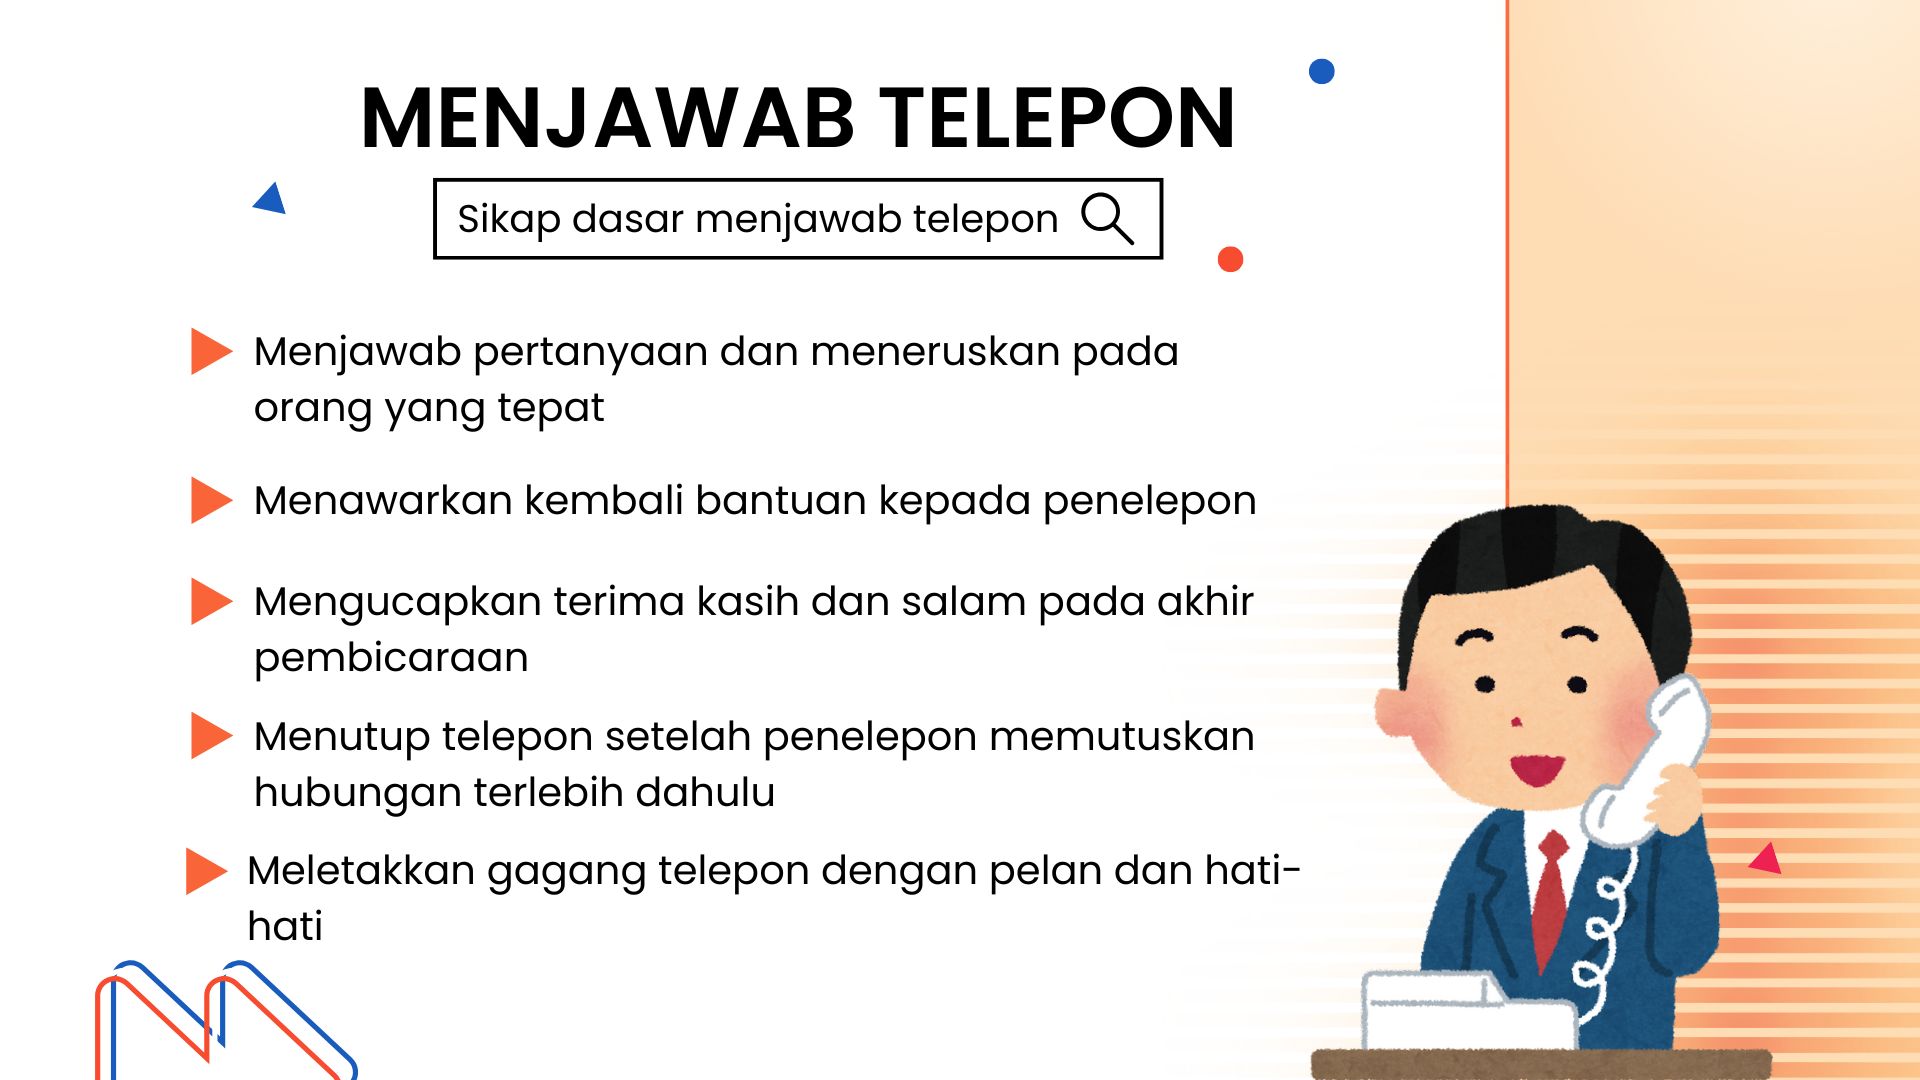 MENJAWAB TELEPON
Sikap dasar menjawab telepon
Menjawab pertanyaan dan meneruskan pada
orang yang tepat
Menawarkan kembali bantuan kepada penelepon
Mengucapkan terima kasih dan salam pada akhir
pembicaraan
Menutup telepon setelah penelepon memutuskan
hubungan terlebih dahulu
Meletakkan gagang telepon dengan pelan dan hati-
hati